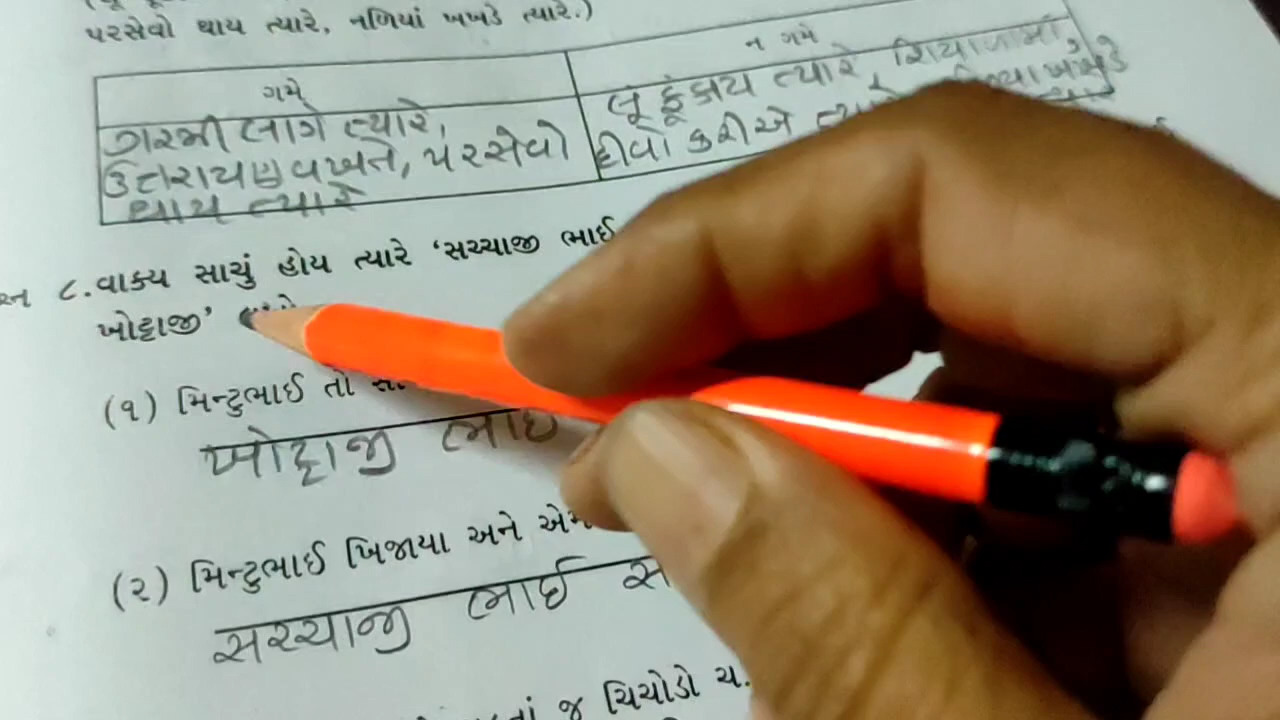 પરસેવો થાય ત્યારે, નળિયાં ખખડે ત્યારે.)
ગમે
ન ગમે
ગરમી લાગે ત્યારે,
ઉત્તરાયણ વખતે, પરસેવો
થાય ત્યારે
લૂ ફૂંકાય ત્યારે, શિયાળામાં
દીવો કરીએ
૮. વાક્ય સાચું હોય ત્યારે ‘સચ્ચાજી ભાઈ
ખોટ્ટાજી’
(૧) મિન્ટુભાઈ તો
ખોટ્ટાજી ભાઈ
(૨) મિન્ટુભાઈ ખિજાયા અને
સચ્ચાજી ભાઈ સ
જ ચિચોડો ચ.